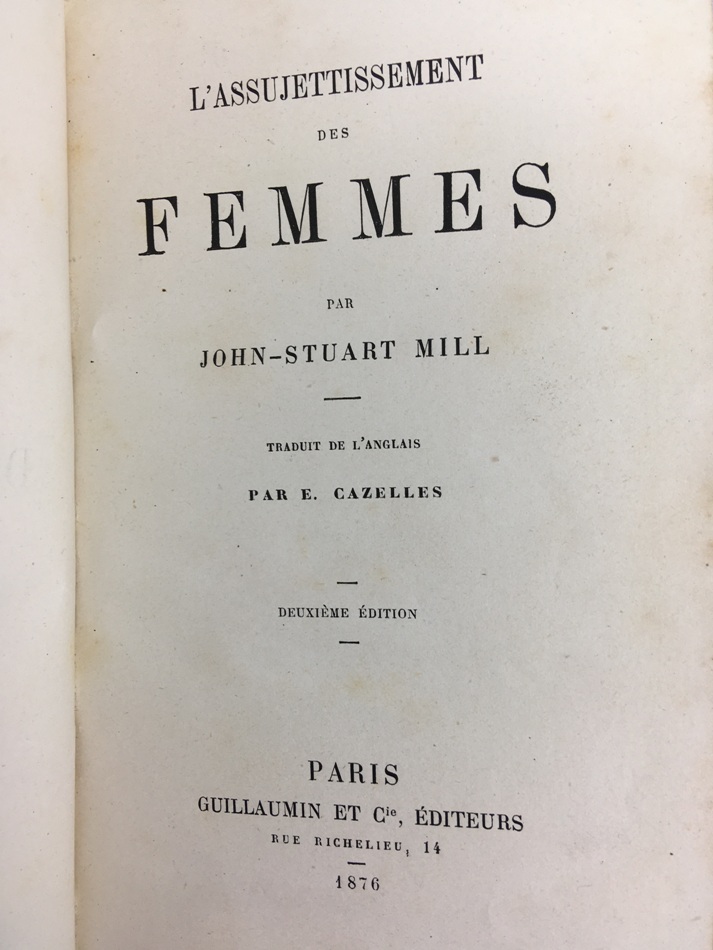 L'ASSUJETTISSEMENT
DES
FEMMES
PAR
JOHN-STUART MILL
TRADUIT DE L'ANGLAIS
PAR E. CAZELLES
DEUXIÈME ÉDITION
PARIS
GUILLAUMIN ET Cie, ÉDITEURS
RUE RICHELIEU, 14
1876